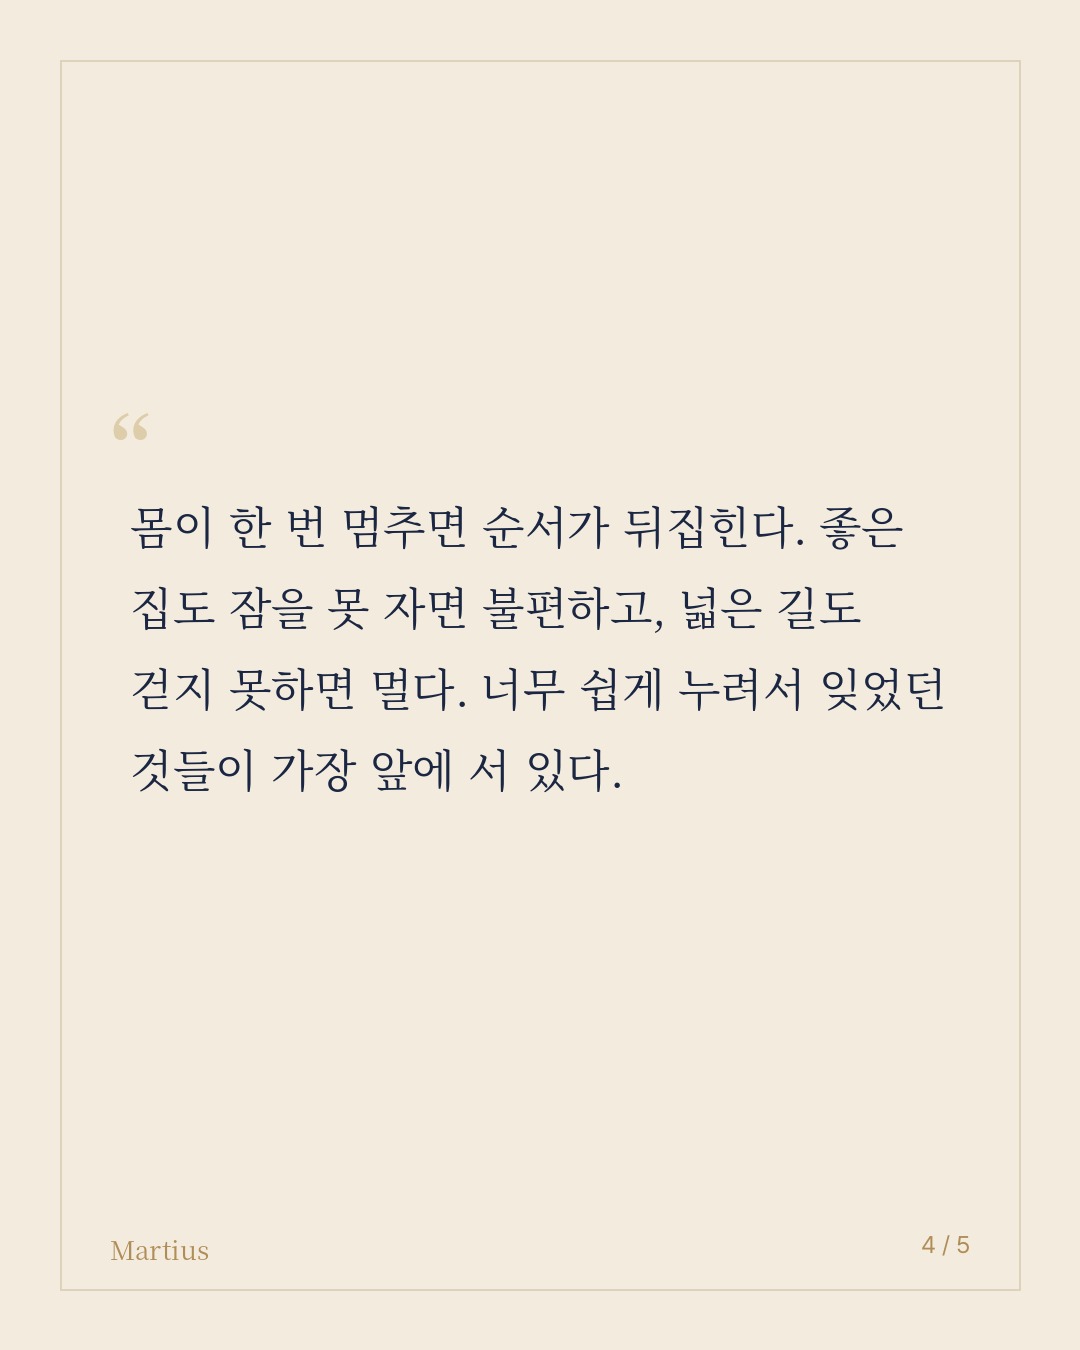 “
몸이 한 번 멈추면 순서가 뒤집힌다. 좋은
집도 잠을 못 자면 불편하고, 넓은 길도
걷지 못하면 멀다. 너무 쉽게 누려서 잊었던
것들이 가장 앞에 서 있다.
Martius
4 / 5